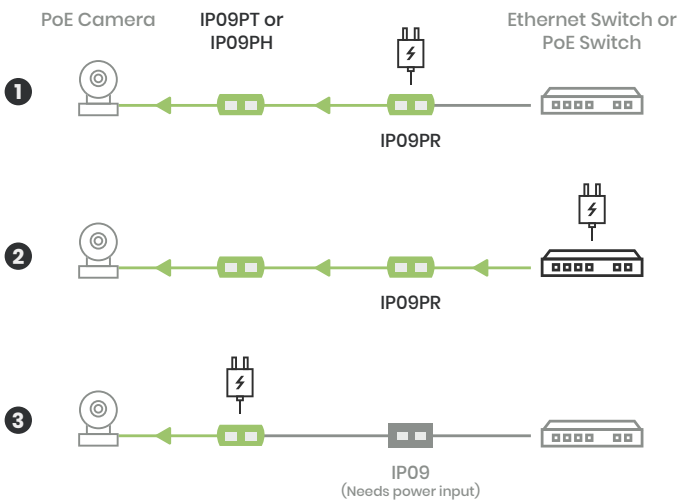 PoE Camera
IP09PT or
IP09PH
Ethernet Switch or
PoE Switch
1
IP09PR
2
IP09PR
3
IP09
(Needs power input)